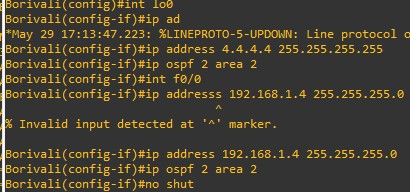 Borivali(config)#int lo0
Borivali(config-if)#ip ad
*May 29 17:13:47.223: %LINEPROTO-5-UPDOWN: Line protocol o
Borivali(config-if)#ip address 4.4.4.4 255.255.255.255
Borivali(config-if)#ip ospf 2 area 2
Borivali(config-if)#int f0/0
Borivali(config-if)#ip addresss 192.168.1.4 255.255.255.0
^
% Invalid input detected at '^' marker.
Borivali(config-if)#ip address 192.168.1.4 255.255.255.0
Borivali(config-if)#ip ospf 2 area 2
Borivali(config-if)#no shut